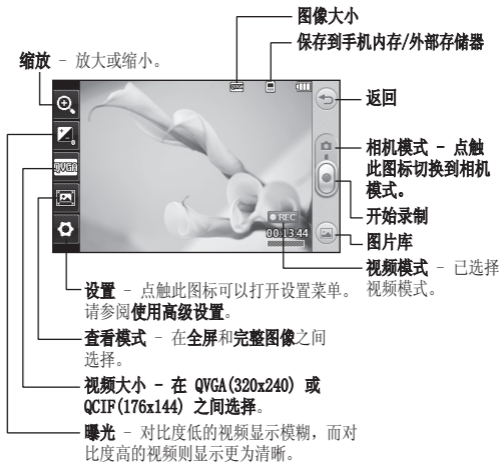 图像大小
保存到手机内存/外部存储器
缩放 - 放大或缩小。
返回
相机模式 - 点触
此图标切换到相机
模式。
开始录制
图片库
视频模式 - 已选择
视频模式。
QVGA
REC
00:13:44
设置 - 点触此图标可以打开设置菜单。
请参阅使用高级设置。
查看模式 - 在全屏和完整图像之间
选择。
视频大小 - 在 QVGA(320x240) 或
QCIF(176x144) 之间选择.
曝光 - 对比度低的视频显示模糊，而对
比度高的视频则显示更为清晰。